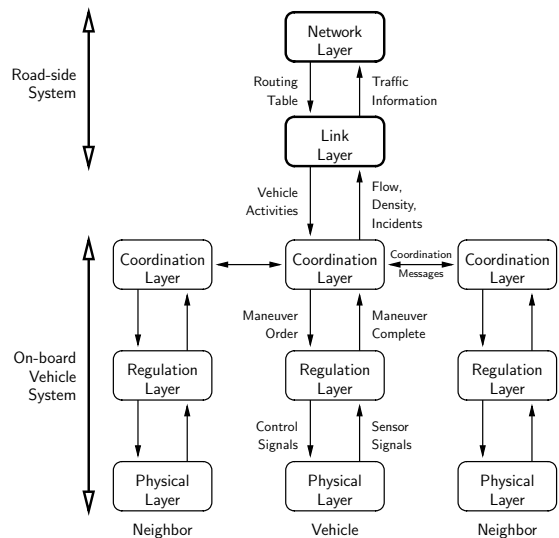 Network
Layer
Road-side
System
Routing
Table
Traffic
Information
Link
Layer
Vehicle
Activities
Flow,
Density,
Incidents
Coordination
Layer
Coordination
Layer
Coordination
Messages
Coordination
Layer
Maneuver
Order
Maneuver
Complete
On-board
Vehicle
System
Regulation
Layer
Regulation
Layer
Regulation
Layer
Control
Signals
Sensor
Signals
Physical
Layer
Physical
Layer
Physical
Layer
Neighbor
Vehicle
Neighbor